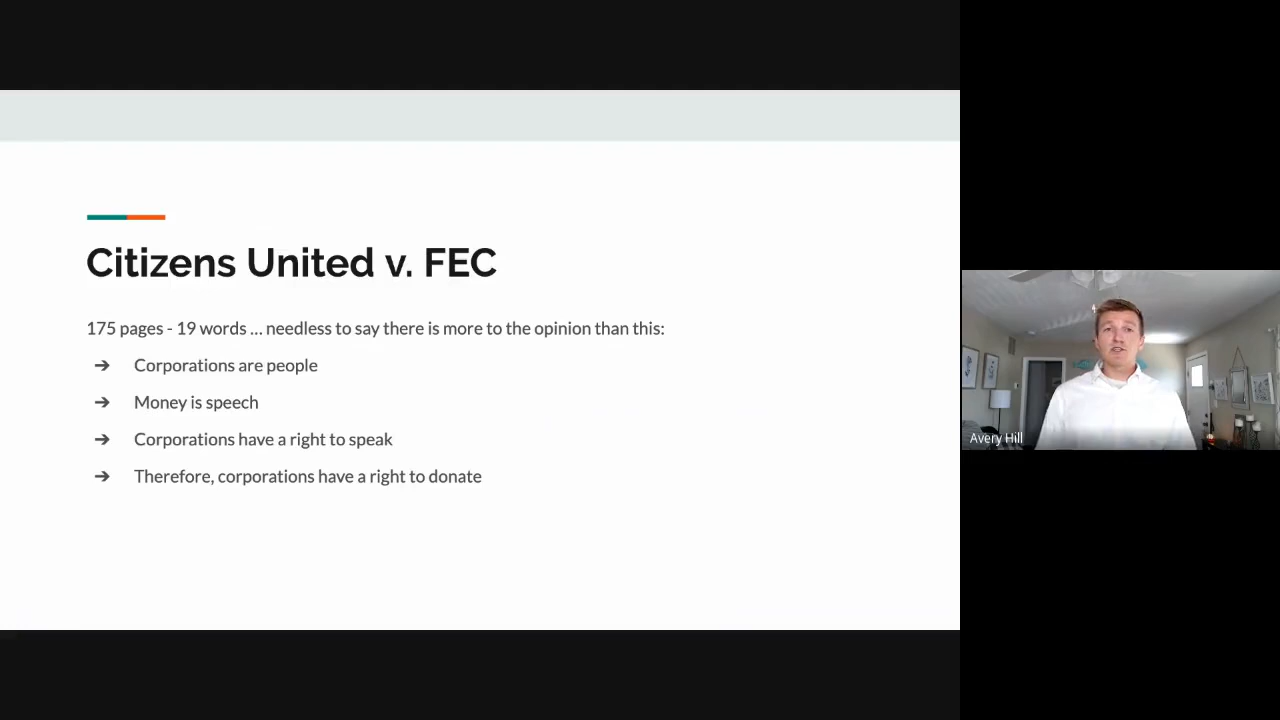 Citizens United v. FEC
175 pages - 19 words ... needless to say there is more to the opinion than this:
➔ Corporations are people
➔ Money is speech
➔ Corporations have a right to speak
➔ Therefore, corporations have a right to donate
Avery Hill